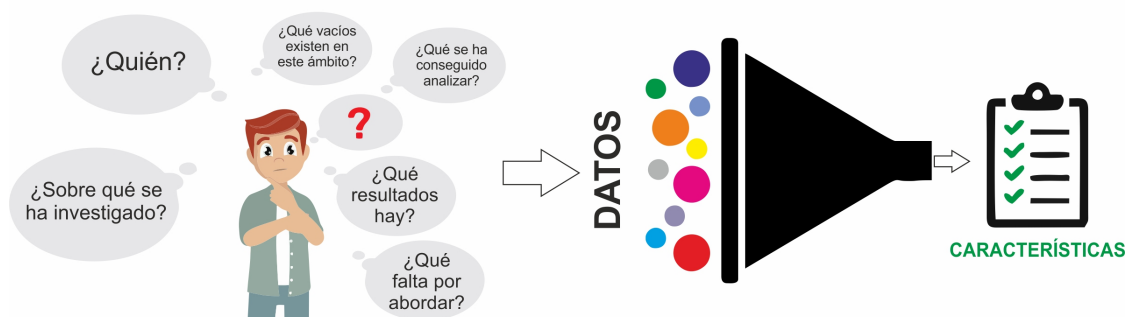 ¿Quién?
¿Qué vacíos
existen en
este ámbito?
¿Qué se ha
conseguido
analizar?
?
¿Sobre qué se
ha investigado?
¿Qué
resultados
hay?
¿Qué
falta por
abordar?
DATOS
CARACTERÍSTICAS